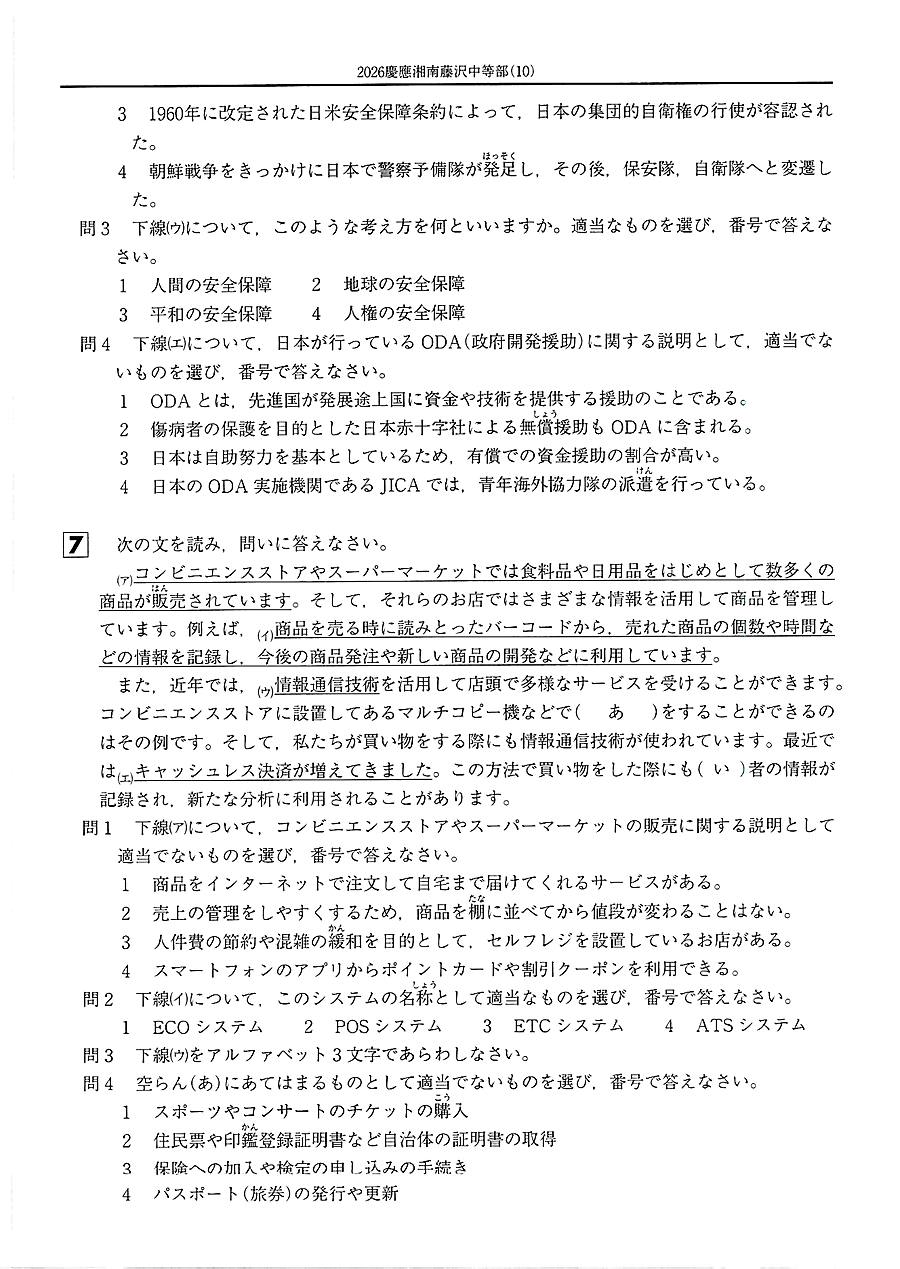 2026慶應湘南藤沢中等部(10)
3 1960年に改定された日米安全保障条約によって，日本の集団的自衛権の行使が容認され
た。
4 朝鮮戦争をきっかけに日本で警察予備隊が発足し，その後，保安隊，自衛隊へと変遷し
た。
問3 下線(ウ)について，このような考え方を何といいますか。適当なものを選び，番号で答えな
さい。
1 人間の安全保障 2 地球の安全保障
3 平和の安全保障 4 人権の安全保障
問4 下線(エ)について，日本が行っているODA(政府開発援助)に関する説明として，適当でな
いものを選び，番号で答えなさい。
1 ODAとは，先進国が発展途上国に資金や技術を提供する援助のことである。
2 傷病者の保護を目的とした日本赤十字社による無償援助もODAに含まれる。
3 日本は自助努力を基本としているため，有償での資金援助の割合が高い。
4 日本のODA実施機関であるJICAでは，青年海外協力隊の派遣を行っている。
7 次の文を読み，問いに答えなさい。
(ア)コンビニエンスストアやスーパーマーケットでは食料品や日用品をはじめとして数多くの
商品が販売されています。そして，それらのお店ではさまざまな情報を活用して商品を管理し
ています。例えば，(イ)商品を売る時に読みとったバーコードから，売れた商品の個数や時間な
どの情報を記録し，今後の商品発注や新しい商品の開発などに利用しています。
また，近年では，(ウ)情報通信技術を活用して店頭で多様なサービスを受けることができます。
コンビニエンスストアに設置してあるマルチコピー機などで( あ )をすることができるの
はその例です。そして，私たちが買い物をする際にも情報通信技術が使われています。最近で
は(エ)キャッシュレス決済が増えてきました。この方法で買い物をした際にも( い )者の情報が
記録され，新たな分析に利用されることがあります。
問1 下線(ア)について，コンビニエンスストアやスーパーマーケットの販売に関する説明として
適当でないものを選び，番号で答えなさい。
1 商品をインターネットで注文して自宅まで届けてくれるサービスがある。
2 売上の管理をしやすくするため，商品を棚に並べてから値段が変わることはない。
3 人件費の節約や混雑の緩和を目的として，セルフレジを設置しているお店がある。
4 スマートフォンのアプリからポイントカードや割引クーポンを利用できる。
問2 下線(イ)について，このシステムの名称として適当なものを選び，番号で答えなさい。
1 ECOシステム 2 POSシステム 3 ETCシステム 4 ATSシステム
問3 下線(ウ)をアルファベット3文字であらわしなさい。
問4 空らん(あ)にあてはまるものとして適当でないものを選び，番号で答えなさい。
1 スポーツやコンサートのチケットの購入
2 住民票や印鑑登録証明書など自治体の証明書の取得
3 保険への加入や検定の申し込みの手続き
4 パスポート(旅券)の発行や更新